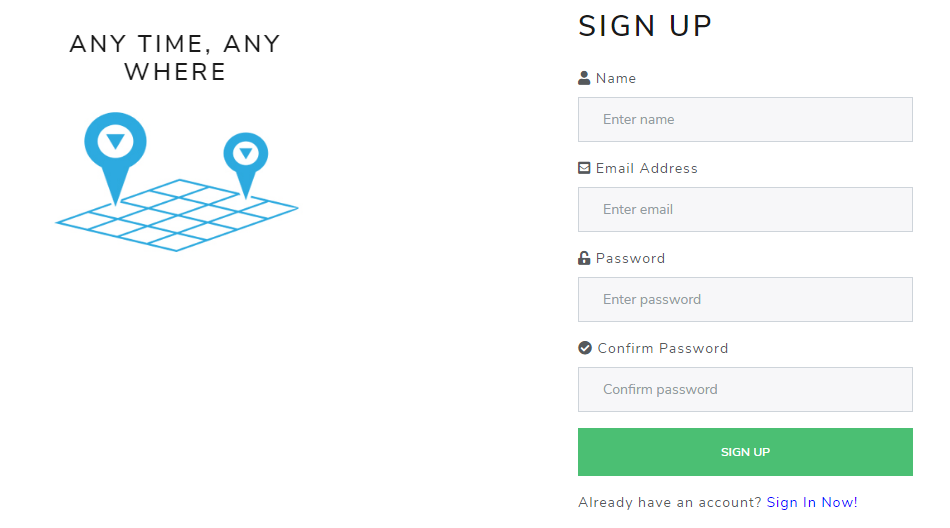 ANY TIME, ANY
WHERE
SIGN UP
Name
Enter name
Email Address
Enter email
Password
Enter password
Confirm Password
Confirm password
SIGN UP
Already have an account? Sign In Now!